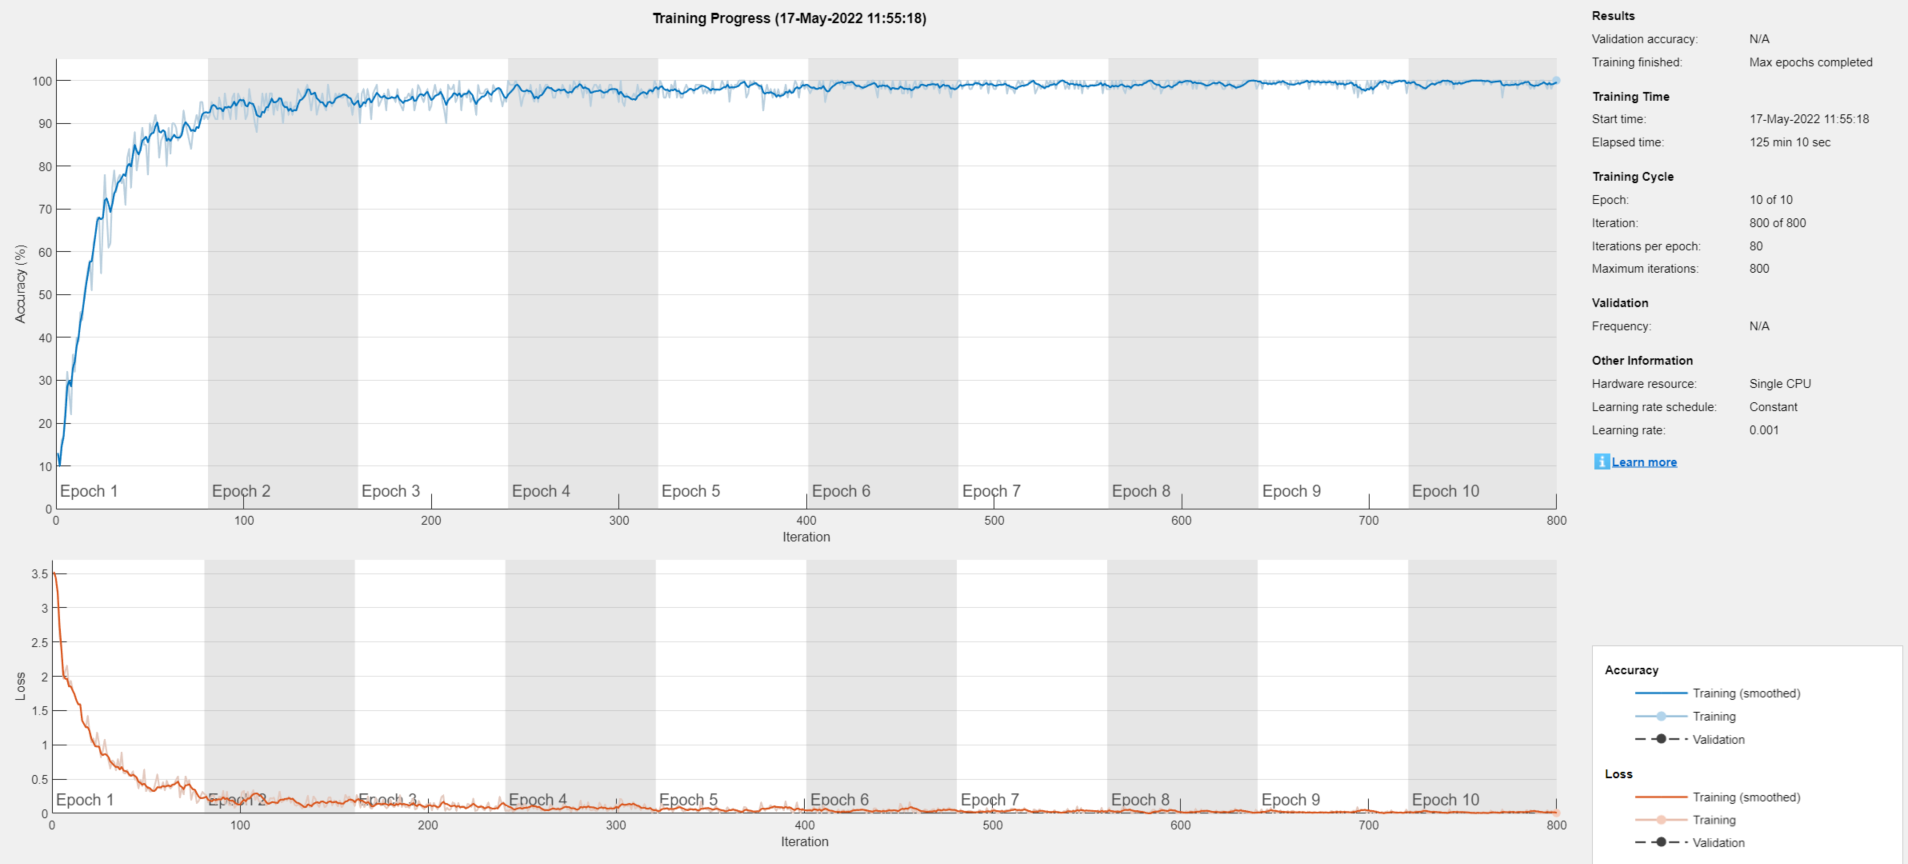 Training Progress (17-May-2022 11:55:18)
100
90
80
70
60
50
40
30
20
10
0
Accuracy (%)
Epoch 1
Epoch 2
Epoch 3
Epoch 4
Epoch 5
Epoch 6
Epoch 7
Epoch 8
Epoch 9
Epoch 10
0
100
200
300
400
500
600
700
800
Iteration
3.5
3
2.5
2
1.5
1
0.5
0
Loss
Epoch 1
Epoch 2
Epoch 3
Epoch 4
Epoch 5
Epoch 6
Epoch 7
Epoch 8
Epoch 9
Epoch 10
0
100
200
300
400
500
600
700
800
Iteration
Results
Validation accuracy: N/A
Training finished: Max epochs completed
Training Time
Start time: 17-May-2022 11:55:18
Elapsed time: 125 min 10 sec
Training Cycle
Epoch: 10 of 10
Iteration: 800 of 800
Iterations per epoch: 80
Maximum iterations: 800
Validation
Frequency: N/A
Other Information
Hardware resource: Single CPU
Learning rate schedule: Constant
Learning rate: 0.001
i Learn more
Accuracy
Training (smoothed)
Training
Validation
Loss
Training (smoothed)
Training
Validation